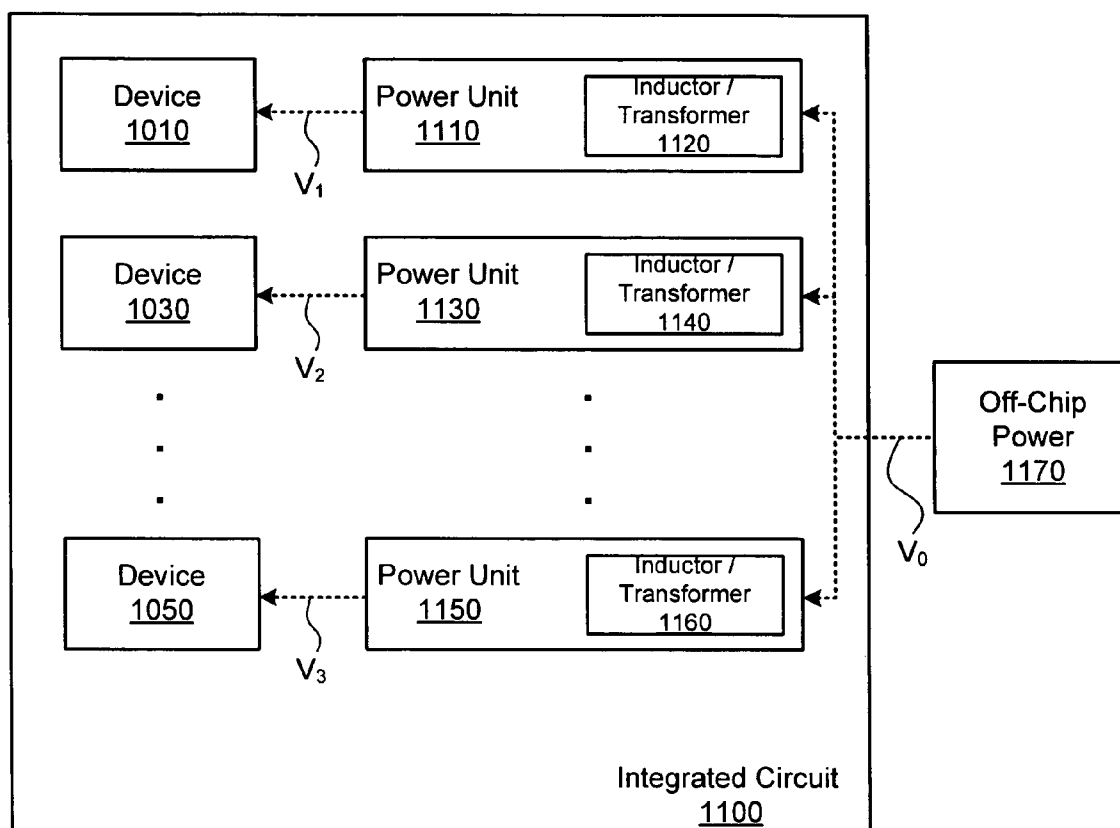 Device
1010
V1
Power Unit
1110
Inductor /
Transformer
1120
Device
1030
V2
Power Unit
1130
Inductor /
Transformer
1140
Device
1050
V3
Power Unit
1150
Inductor /
Transformer
1160
Off-Chip
Power
1170
V0
Integrated Circuit
1100